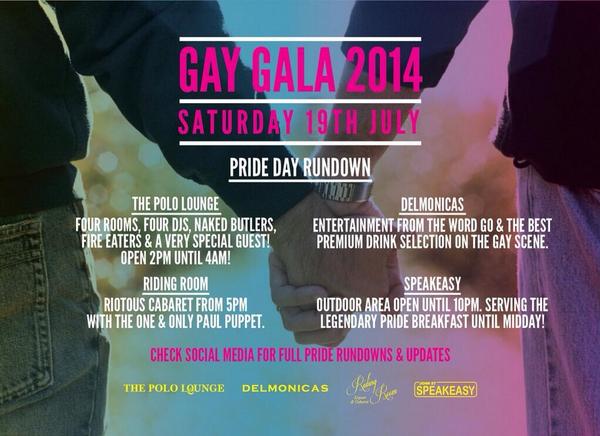 GAY GALA 2014
SATURDAY 19TH JULY
PRIDE DAY RUNDOWN
THE POLO LOUNGE
FOUR ROOMS, FOUR DJS, NAKED BUTLERS,
FIRE EATERS & A VERY SPECIAL GUEST!
OPEN 2PM UNTIL 4AM!
DELMONICAS
ENTERTAINMENT FROM THE WORD GO & THE BEST
PREMIUM DRINK SELECTION ON THE GAY SCENE.
RIDING ROOM
RIOTOUS CABARET FROM 5PM
WITH THE ONE & ONLY PAUL PUPPET.
SPEAKEASY
OUTDOOR AREA OPEN UNTIL 10PM. SERVING THE
LEGENDARY PRIDE BREAKFAST UNTIL MIDDAY!
CHECK SOCIAL MEDIA FOR FULL PRIDE RUNDOWNS & UPDATES
THE POLO LOUNGE
DELMONICAS
Riding Room
SPEAKEASY